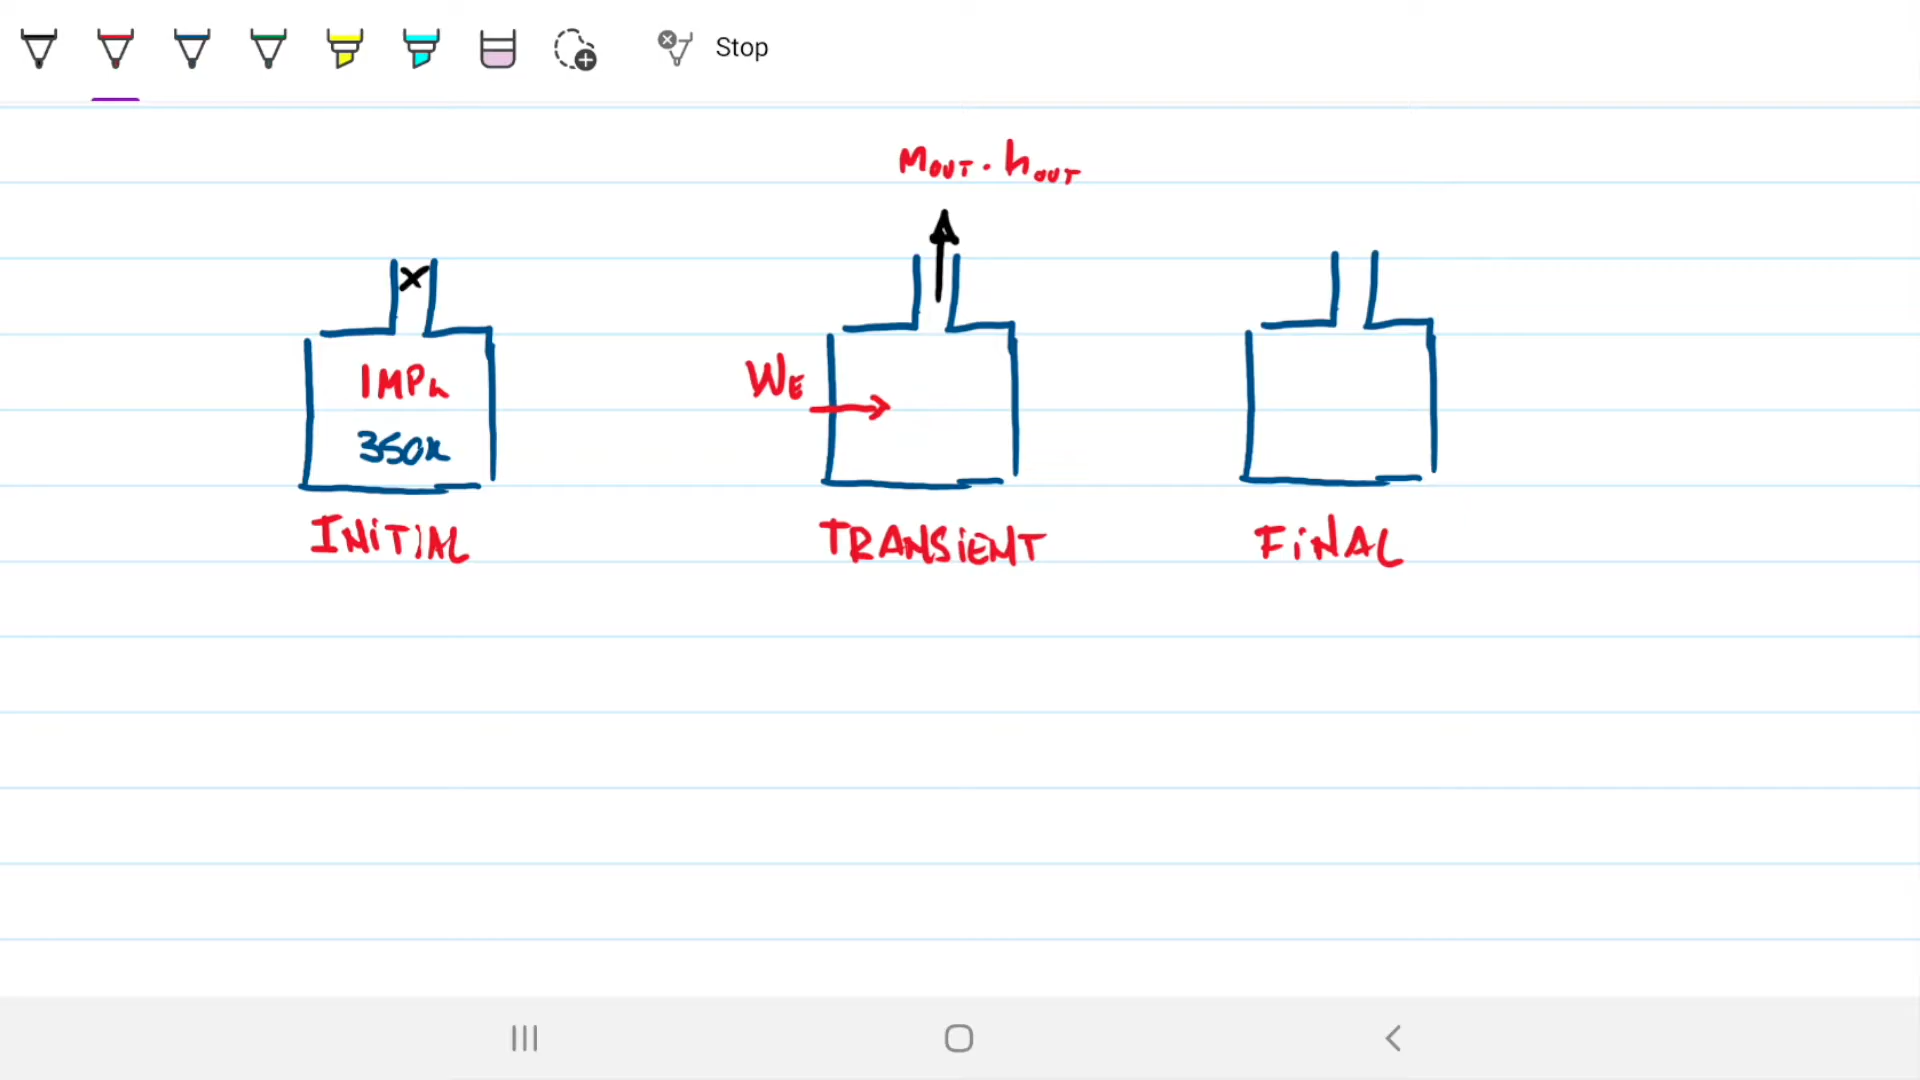 Stop
MOUT · hOUT
1MPa
350K
WE
INITIAL
TRANSIENT
FINAL